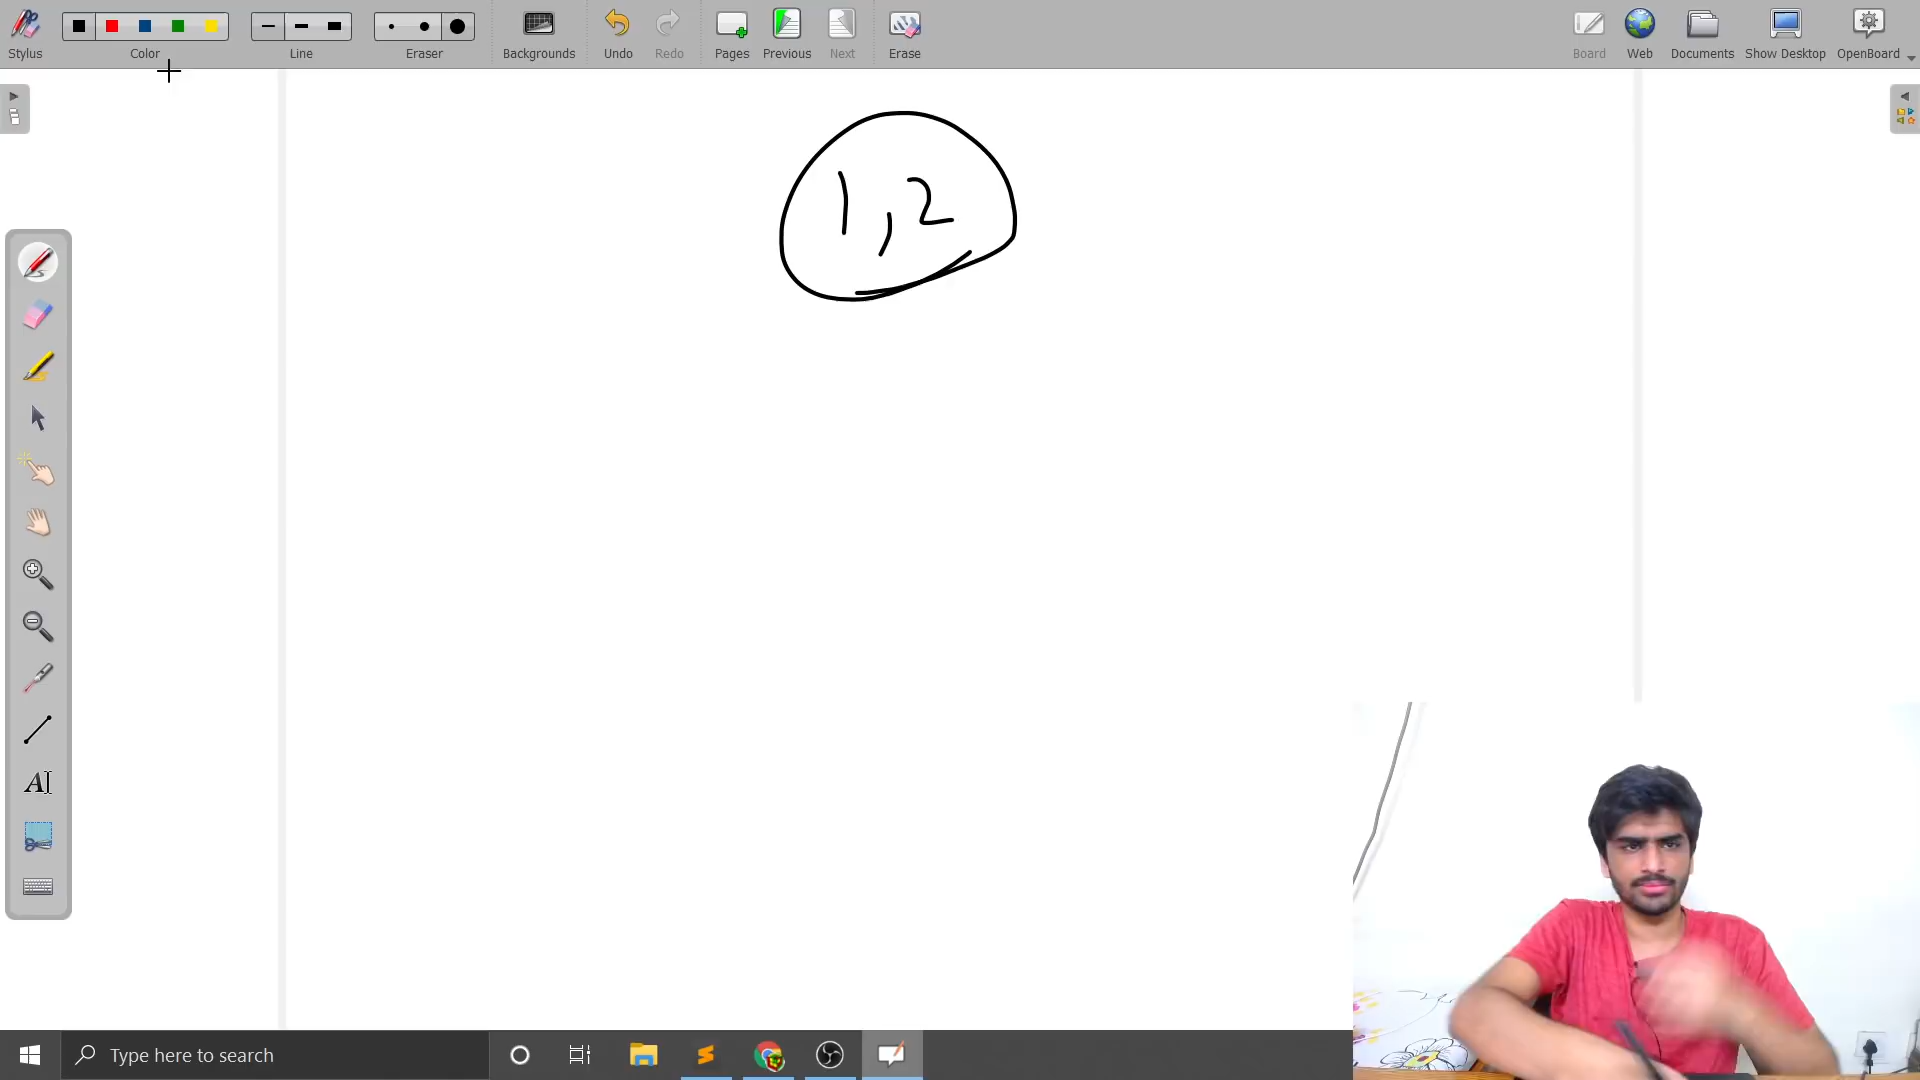 Stylus
Color
Line
Eraser
Backgrounds
Undo
Redo
Pages
Previous
Next
Erase
Board
Web
Documents
Show Desktop
OpenBoard
1,2
A
Type here to search